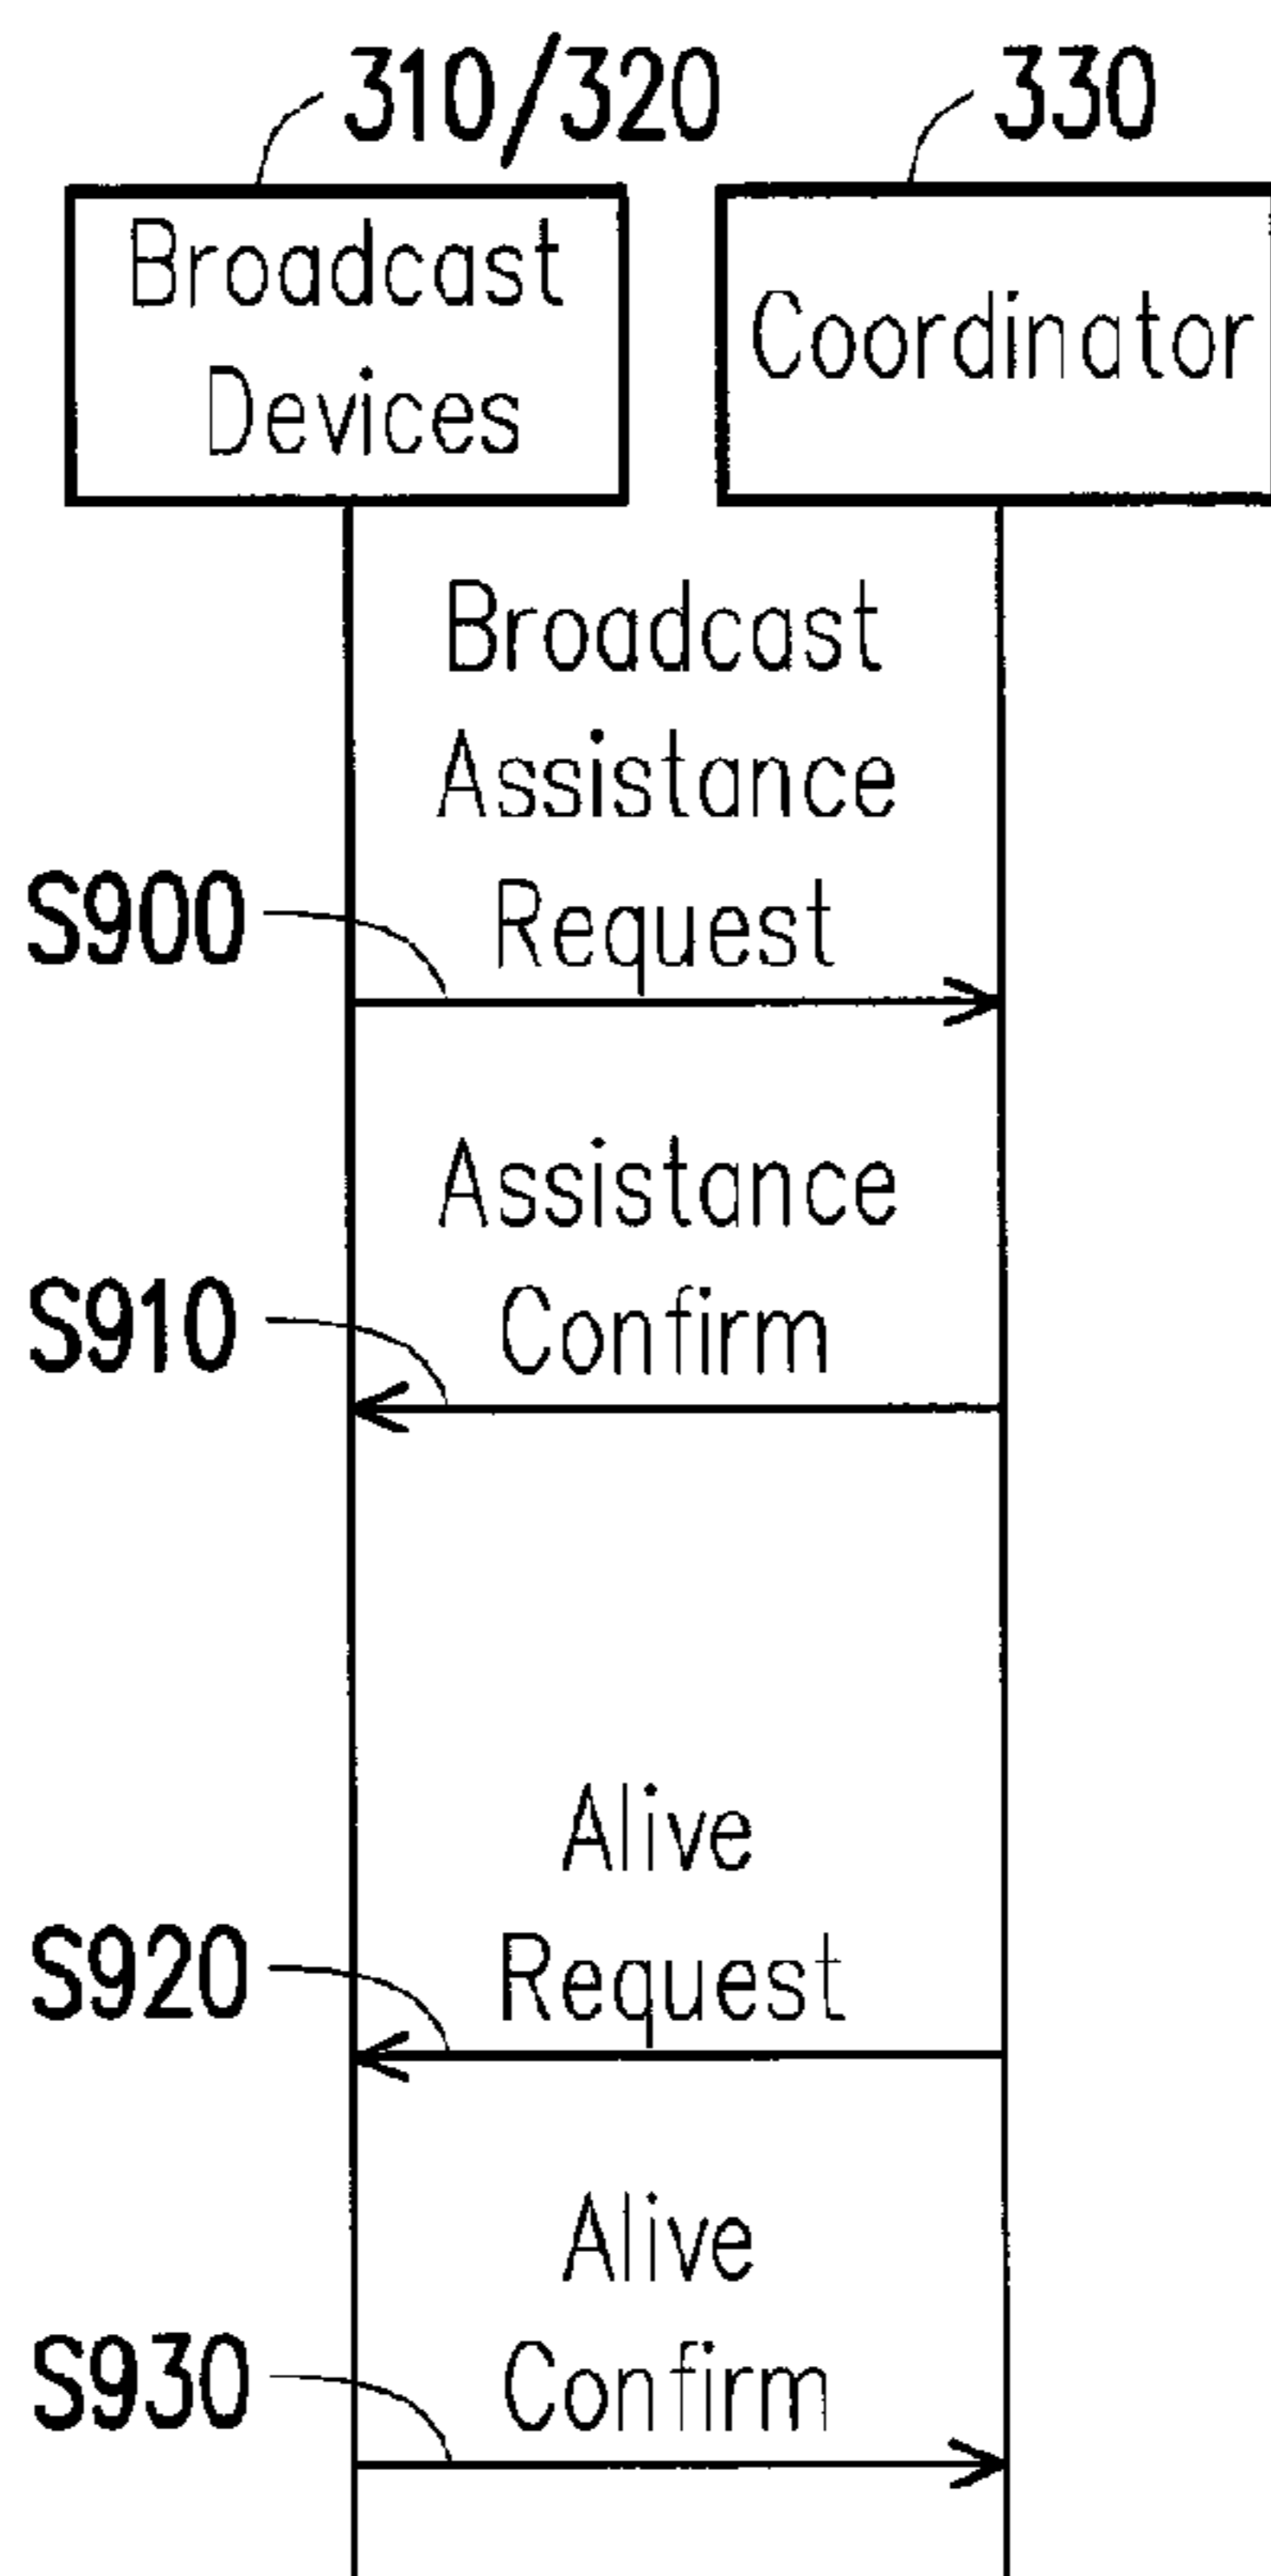 310/320
330
Broadcast
Devices
Coordinator
Broadcast
Assistance
Request
S900
Assistance
Confirm
S910
Alive
Request
S920
Alive
Confirm
S930